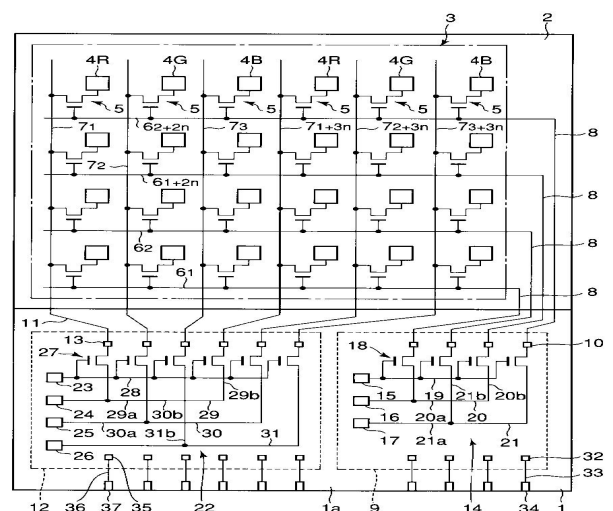 3 2
4R 4G 4B 4R 4G 4B
5 5 5 5 5 5
71 62+2n 73 71+3n 72+3n 73+3n 8
72
61+2n 8
8
62
61 8
11
13 10
27 18
23 28 29b 15 19 21b 20b
24 29a 30b 29 16 20a 20
25 30a 31b 30 31 17 21a 21
26 32
33
12 36 37 35 22 1a 9 14 34 1